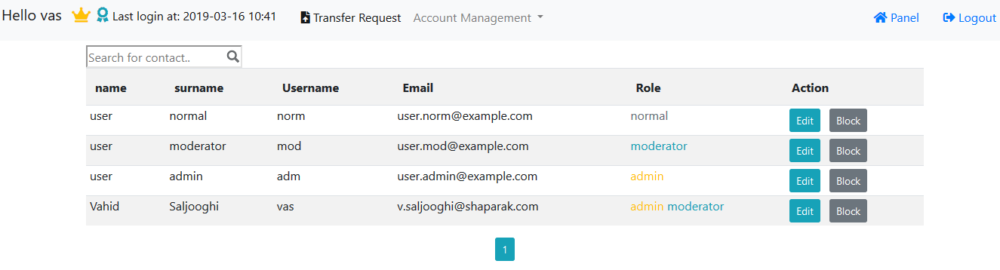 Hello vas Last login at: 2019-03-16 10:41 Transfer Request Account Management Panel Logout
Search for contact..
name surname Username Email Role Action
user normal norm user.norm@example.com normal Edit Block
user moderator mod user.mod@example.com moderator Edit Block
user admin adm user.admin@example.com admin Edit Block
Vahid Saljooghi vas v.saljooghi@shaparak.com admin moderator Edit Block
1